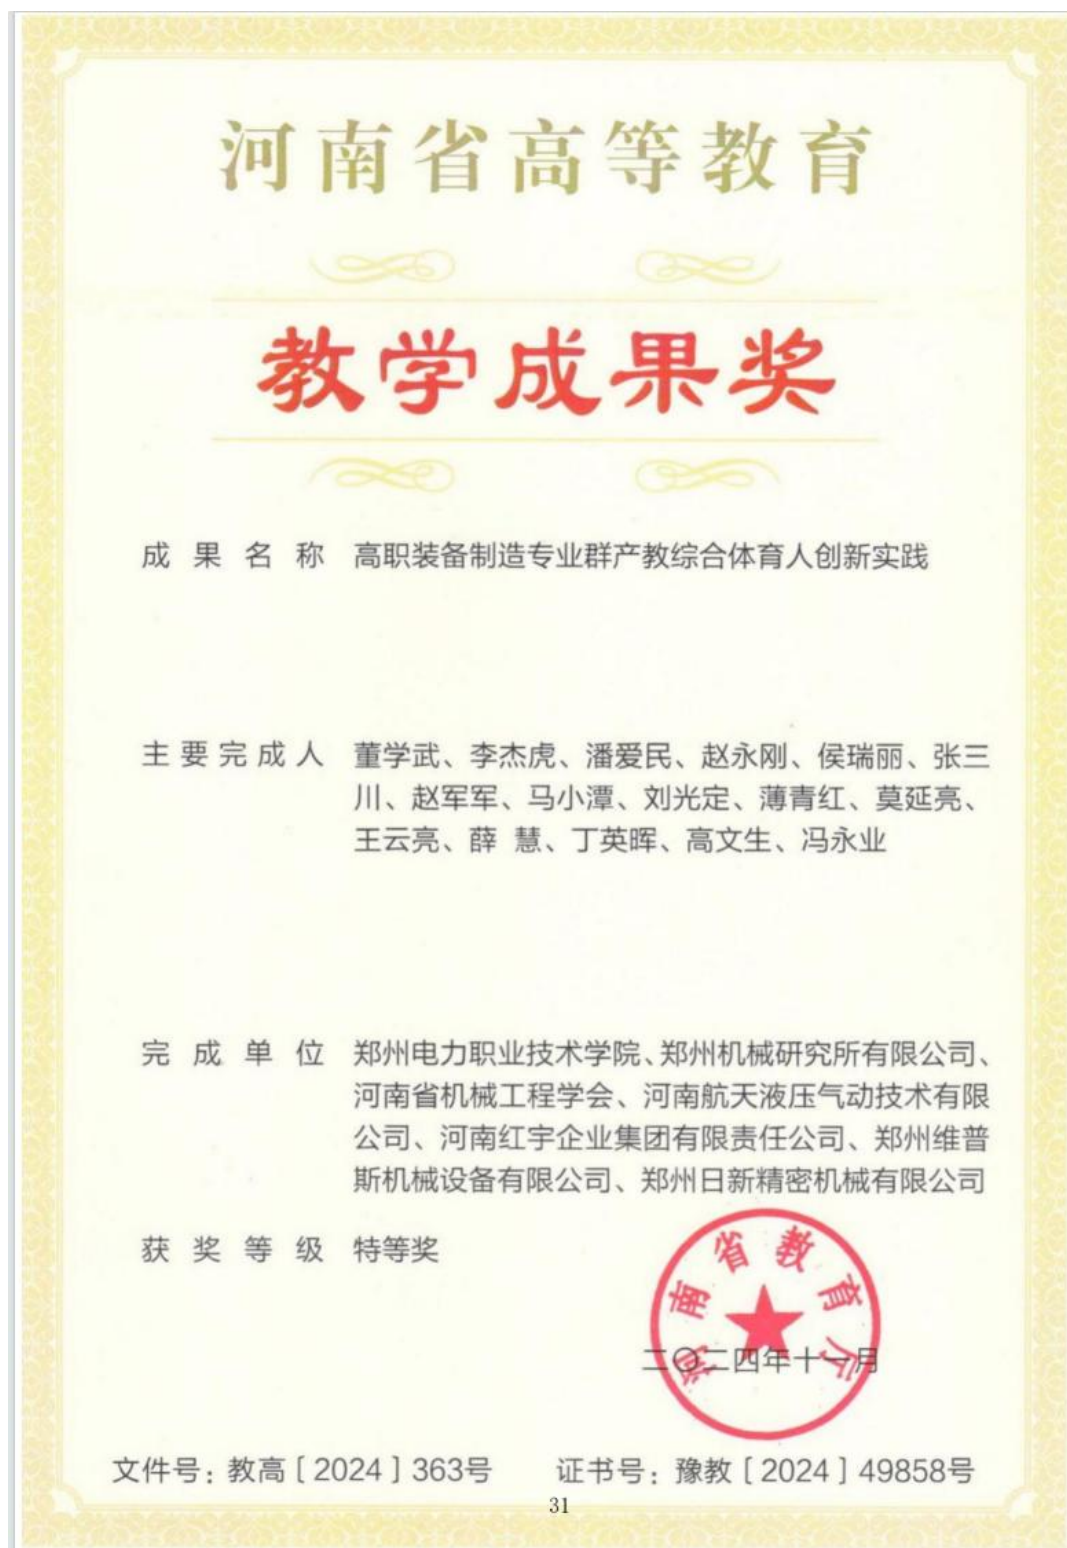 河南省高等教育
教学成果奖
成果名称 高职装备制造专业群产教综合体育人创新实践
主要完成人 董学武、李杰虎、潘爱民、赵永刚、侯瑞丽、张三
川、赵军军、马小潭、刘光定、薄青红、莫延亮、
王云亮、薛 慧、丁英晖、高文生、冯永业
完成单位 郑州电力职业技术学院、郑州机械研究所有限公司、
河南省机械工程学会、河南航天液压气动技术有限
公司、河南红宇企业集团有限责任公司、郑州维普
斯机械设备有限公司、郑州日新精密机械有限公司
获奖等级 特等奖
河南省教育厅
二〇二四年十一月
文件号：教高［2024］363号 证书号：豫教［2024］49858号
31